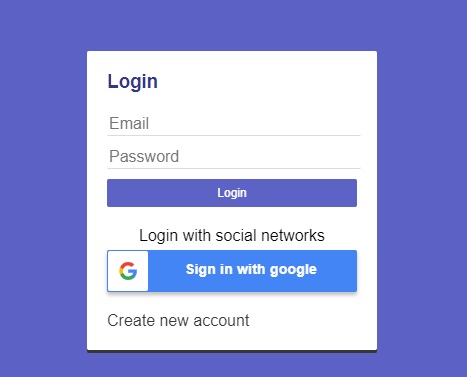 Login
Email
Password
Login
Login with social networks
Sign in with google
Create new account